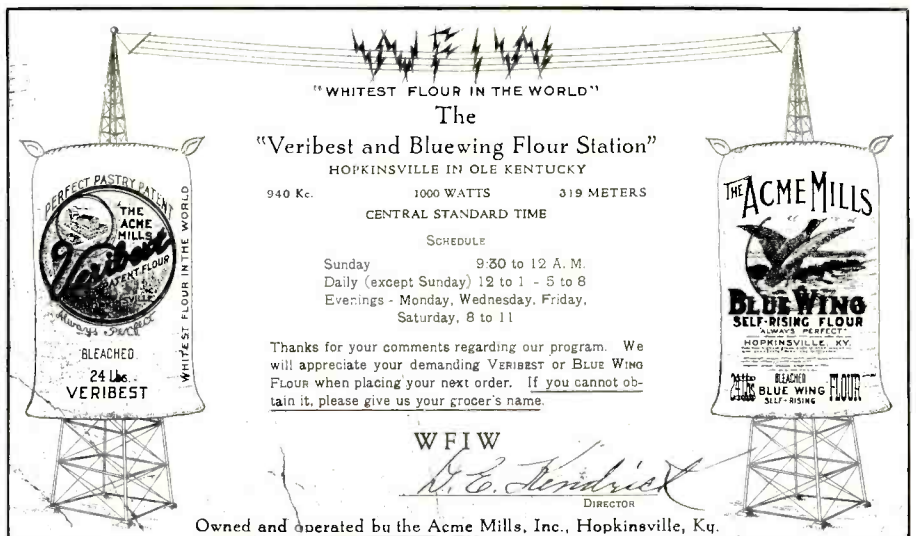 WFIW
"WHITEST FLOUR IN THE WORLD"
The
"Veribest and Bluewing Flour Station"
HOPKINSVILLE IN OLE KENTUCKY
940 Kc. 1000 WATTS 319 METERS
CENTRAL STANDARD TIME
SCHEDULE
Sunday 9:30 to 12 A. M.
Daily (except Sunday) 12 to 1 - 5 to 8
Evenings - Monday, Wednesday, Friday,
Saturday, 8 to 11
Thanks for your comments regarding our program. We
will appreciate your demanding VERIBEST or BLUE WING
FLOUR when placing your next order. If you cannot ob-
tain it, please give us your grocer's name.
WFIW
D. E. Kendrick
DIRECTOR
Owned and operated by the Acme Mills, Inc., Hopkinsville, Ky.
PERFECT PASTRY PATENT
THE
ACME
MILLS
Veribest
PATENT FLOUR
Always Perfect
BLEACHED
24 Lbs.
VERIBEST
WHITEST FLOUR IN THE WORLD
THE ACME MILLS
BLUE WING
SELF-RISING FLOUR
"ALWAYS PERFECT"
HOPKINSVILLE, KY.
24 Lbs BLEACHED FLOUR
BLUE WING
SELF-RISING